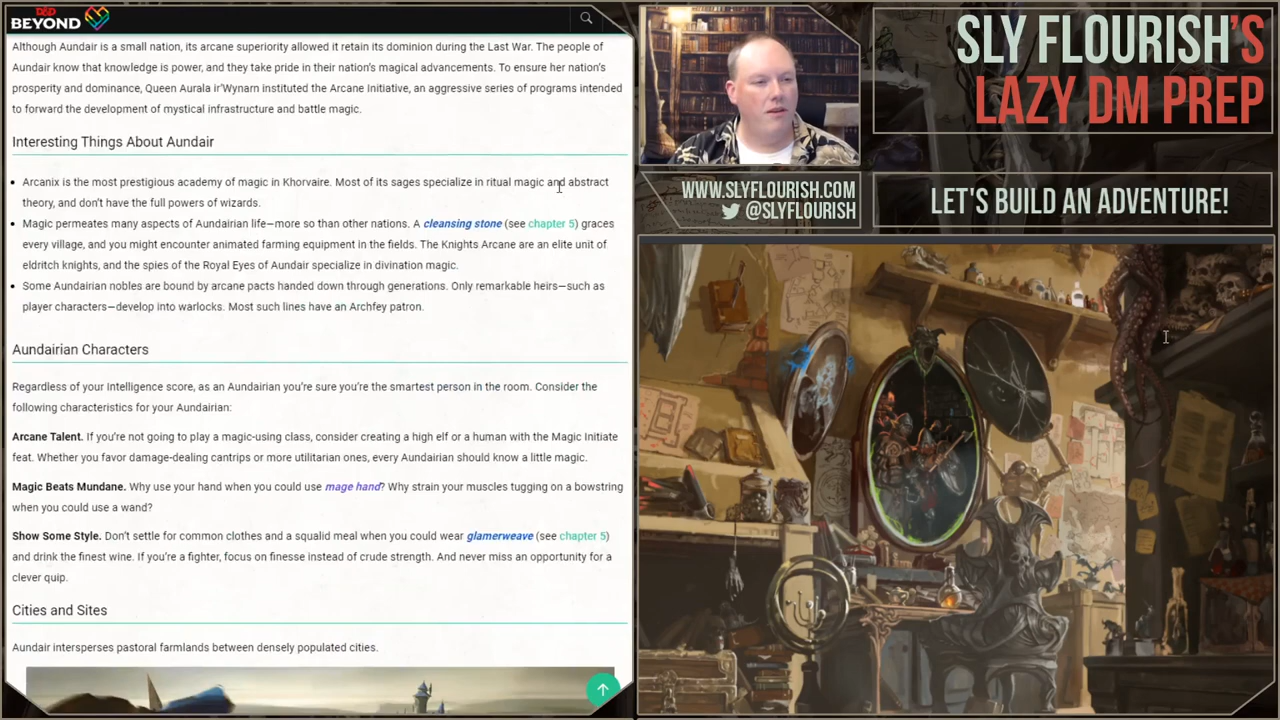 D&D
BEYOND
Although Aundair is a small nation, its arcane superiority allowed it retain its dominion during the Last War. The people of
Aundair know that knowledge is power, and they take pride in their nation's magical advancements. To ensure her nation's
prosperity and dominance, Queen Aurala ir'Wynarn instituted the Arcane Initiative, an aggressive series of programs intended
to forward the development of mystical infrastructure and battle magic.
Interesting Things About Aundair
• Arcanix is the most prestigious academy of magic in Khorvaire. Most of its sages specialize in ritual magic and abstract
theory, and don't have the full powers of wizards.
• Magic permeates many aspects of Aundairian life—more so than other nations. A cleansing stone (see chapter 5) graces
every village, and you might encounter animated farming equipment in the fields. The Knights Arcane are an elite unit of
eldritch knights, and the spies of the Royal Eyes of Aundair specialize in divination magic.
• Some Aundairian nobles are bound by arcane pacts handed down through generations. Only remarkable heirs—such as
player characters—develop into warlocks. Most such lines have an Archfey patron.
Aundairian Characters
Regardless of your Intelligence score, as an Aundairian you're sure you're the smartest person in the room. Consider the
following characteristics for your Aundairian:
Arcane Talent. If you're not going to play a magic-using class, consider creating a high elf or a human with the Magic Initiate
feat. Whether you favor damage-dealing cantrips or more utilitarian ones, every Aundairian should know a little magic.
Magic Beats Mundane. Why use your hand when you could use mage hand? Why strain your muscles tugging on a bowstring
when you could use a wand?
Show Some Style. Don't settle for common clothes and a squalid meal when you could wear glamerweave (see chapter 5)
and drink the finest wine. If you're a fighter, focus on finesse instead of crude strength. And never miss an opportunity for a
clever quip.
Cities and Sites
Aundair intersperses pastoral farmlands between densely populated cities.
SLY FLOURISH'S
LAZY DM PREP
WWW.SLYFLOURISH.COM
@SLYFLOURISH
LET'S BUILD AN ADVENTURE!